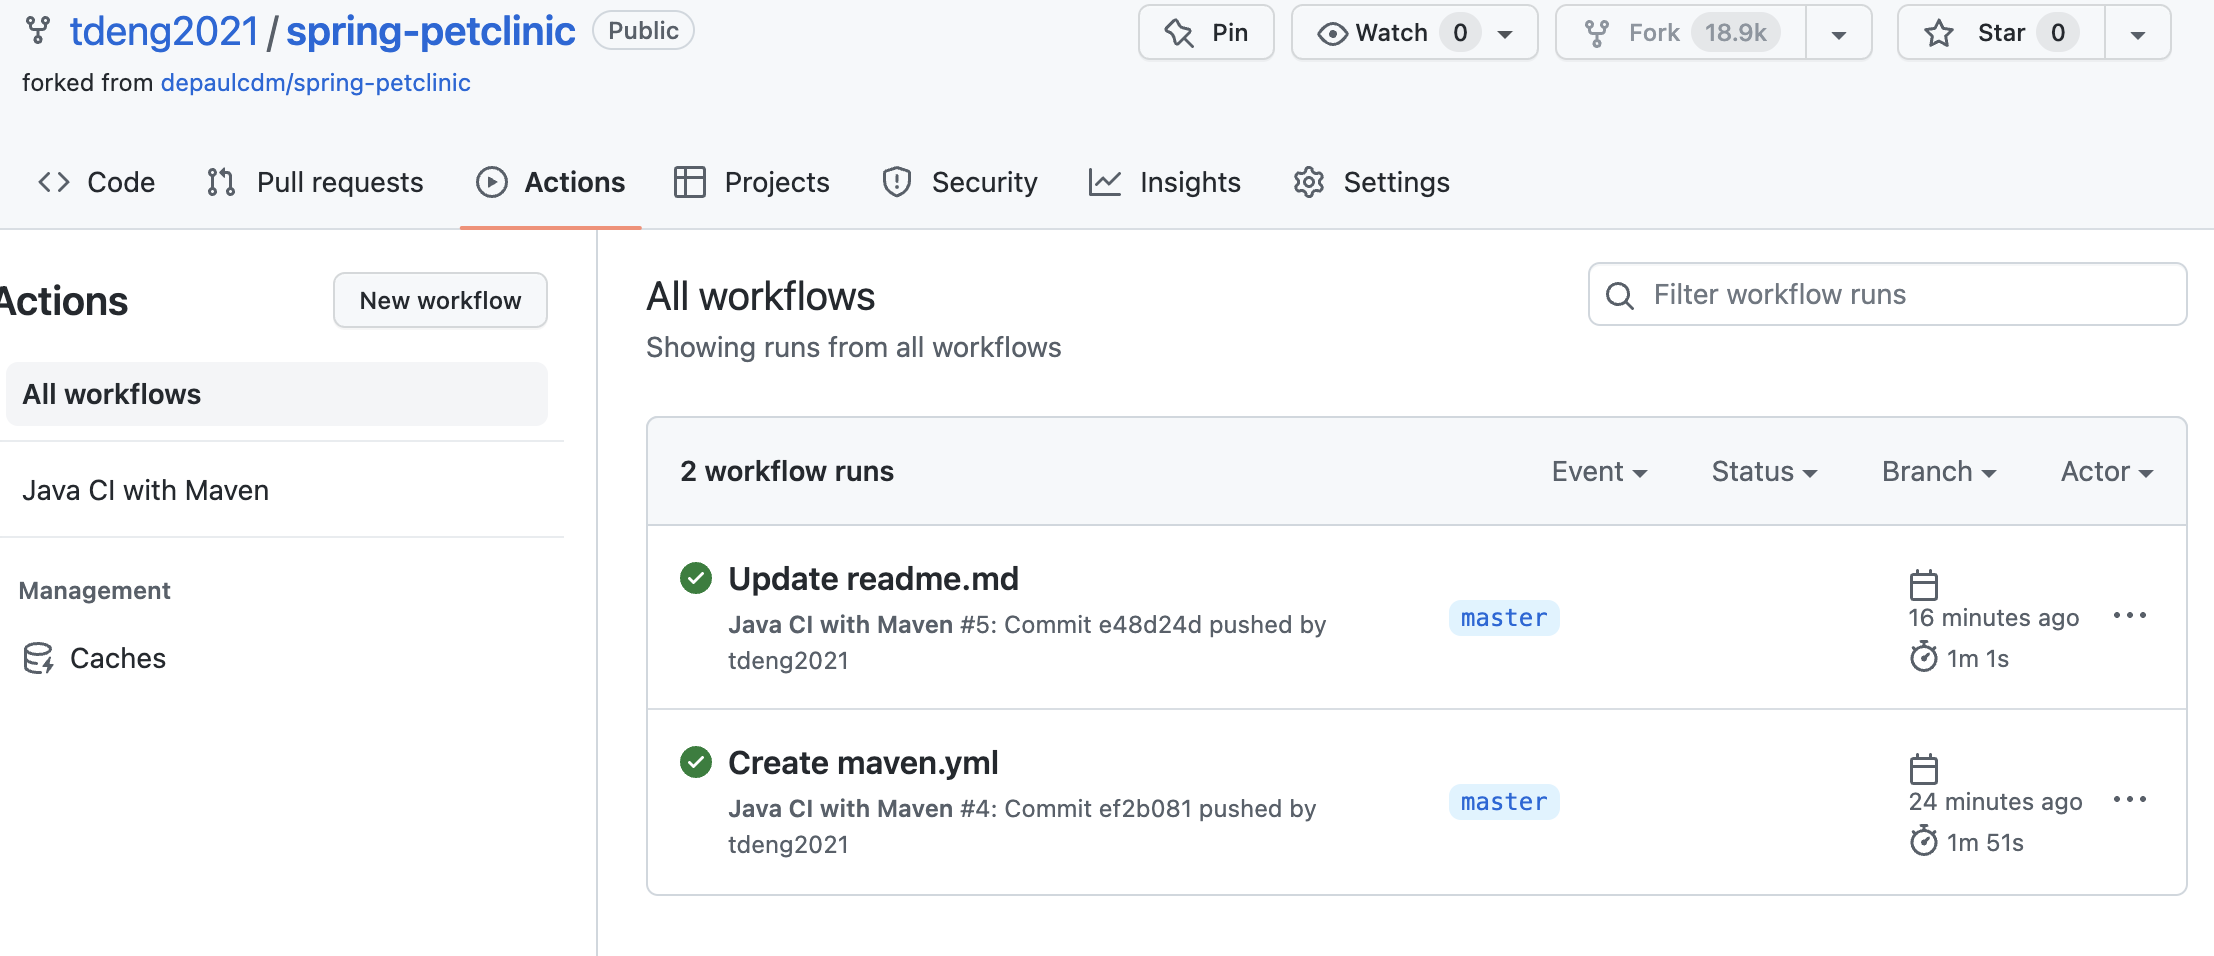 tdeng2021/spring-petclinic Public
Pin
Watch 0
Fork 18.9k
Star 0
forked from depaulcdm/spring-petclinic
Code
Pull requests
Actions
Projects
Security
Insights
Settings
Actions
New workflow
All workflows
Java CI with Maven
Management
Caches
All workflows
Showing runs from all workflows
Filter workflow runs
2 workflow runs
Event
Status
Branch
Actor
Update readme.md
Java CI with Maven #5: Commit e48d24d pushed by
tdeng2021
master
16 minutes ago
1m 1s
Create maven.yml
Java CI with Maven #4: Commit ef2b081 pushed by
tdeng2021
master
24 minutes ago
1m 51s